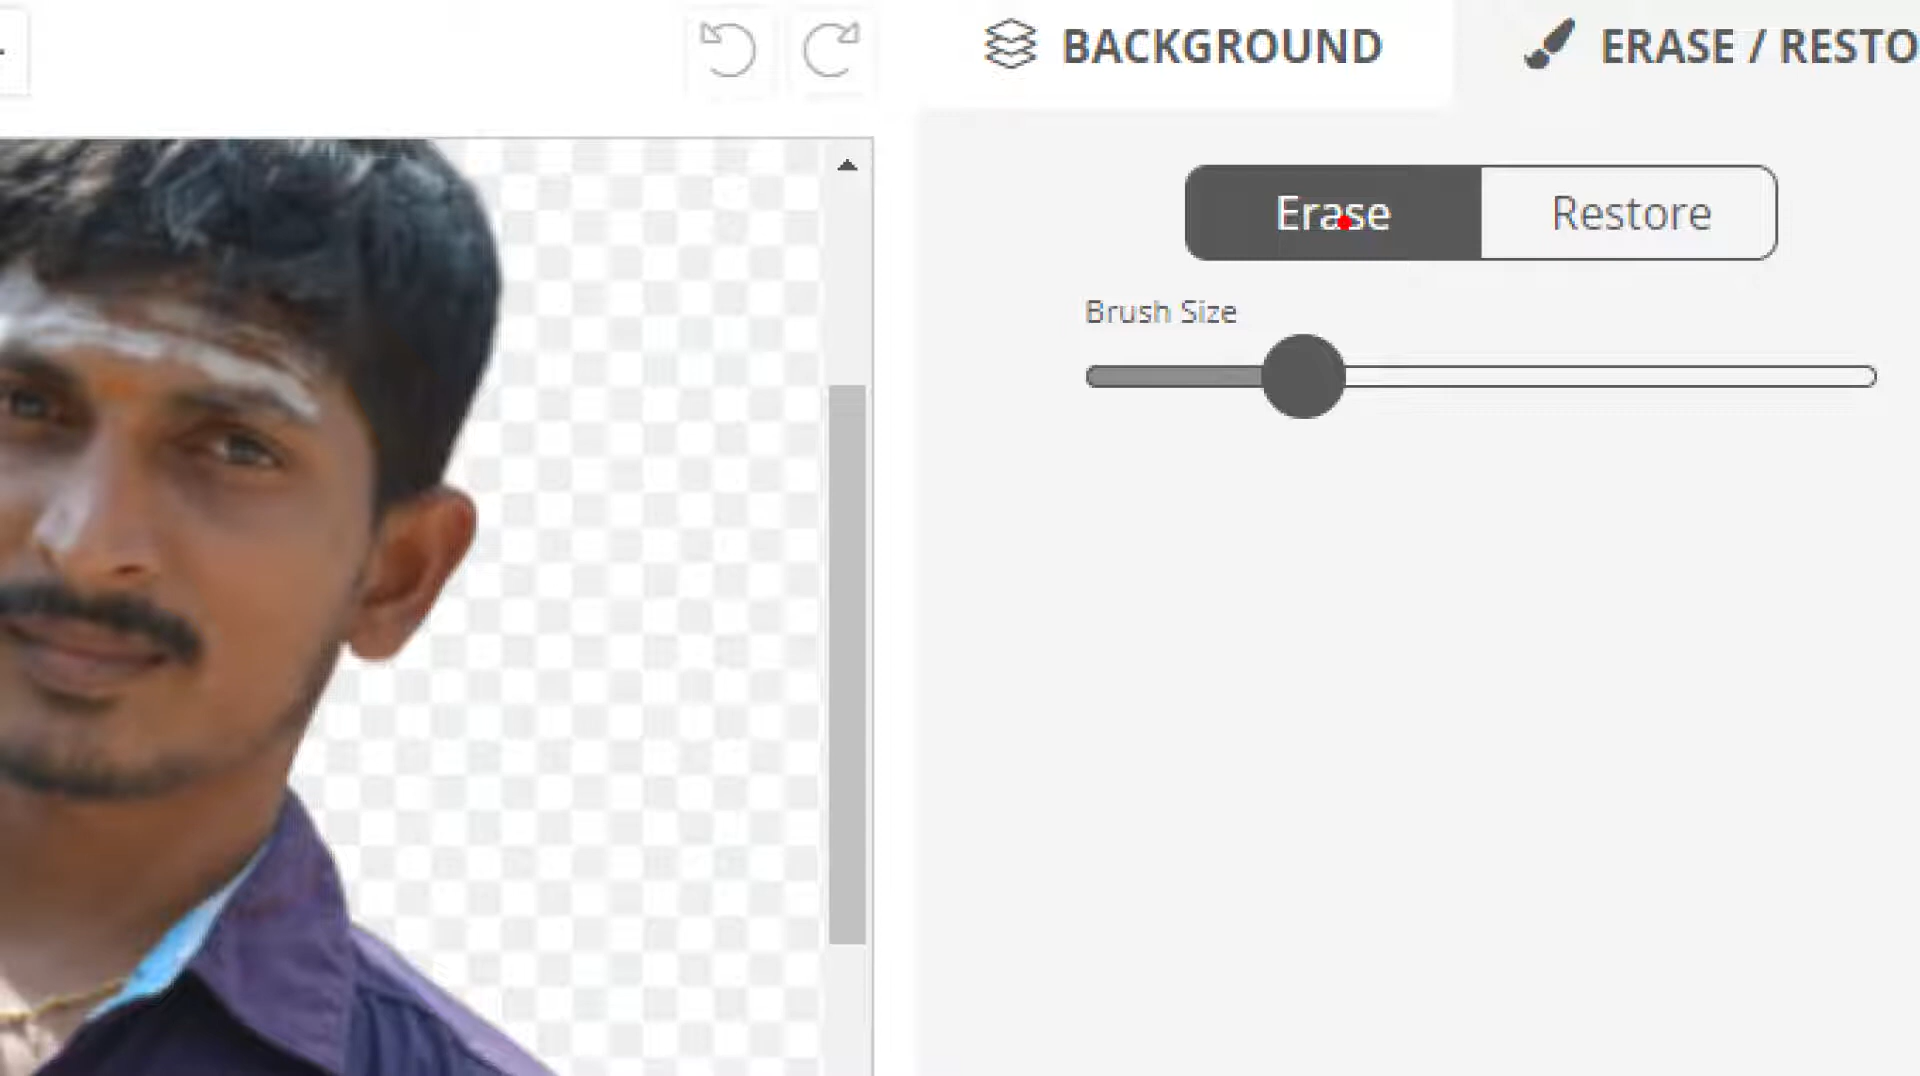 BACKGROUND
ERASE / RESTO
Erase
Restore
Brush Size